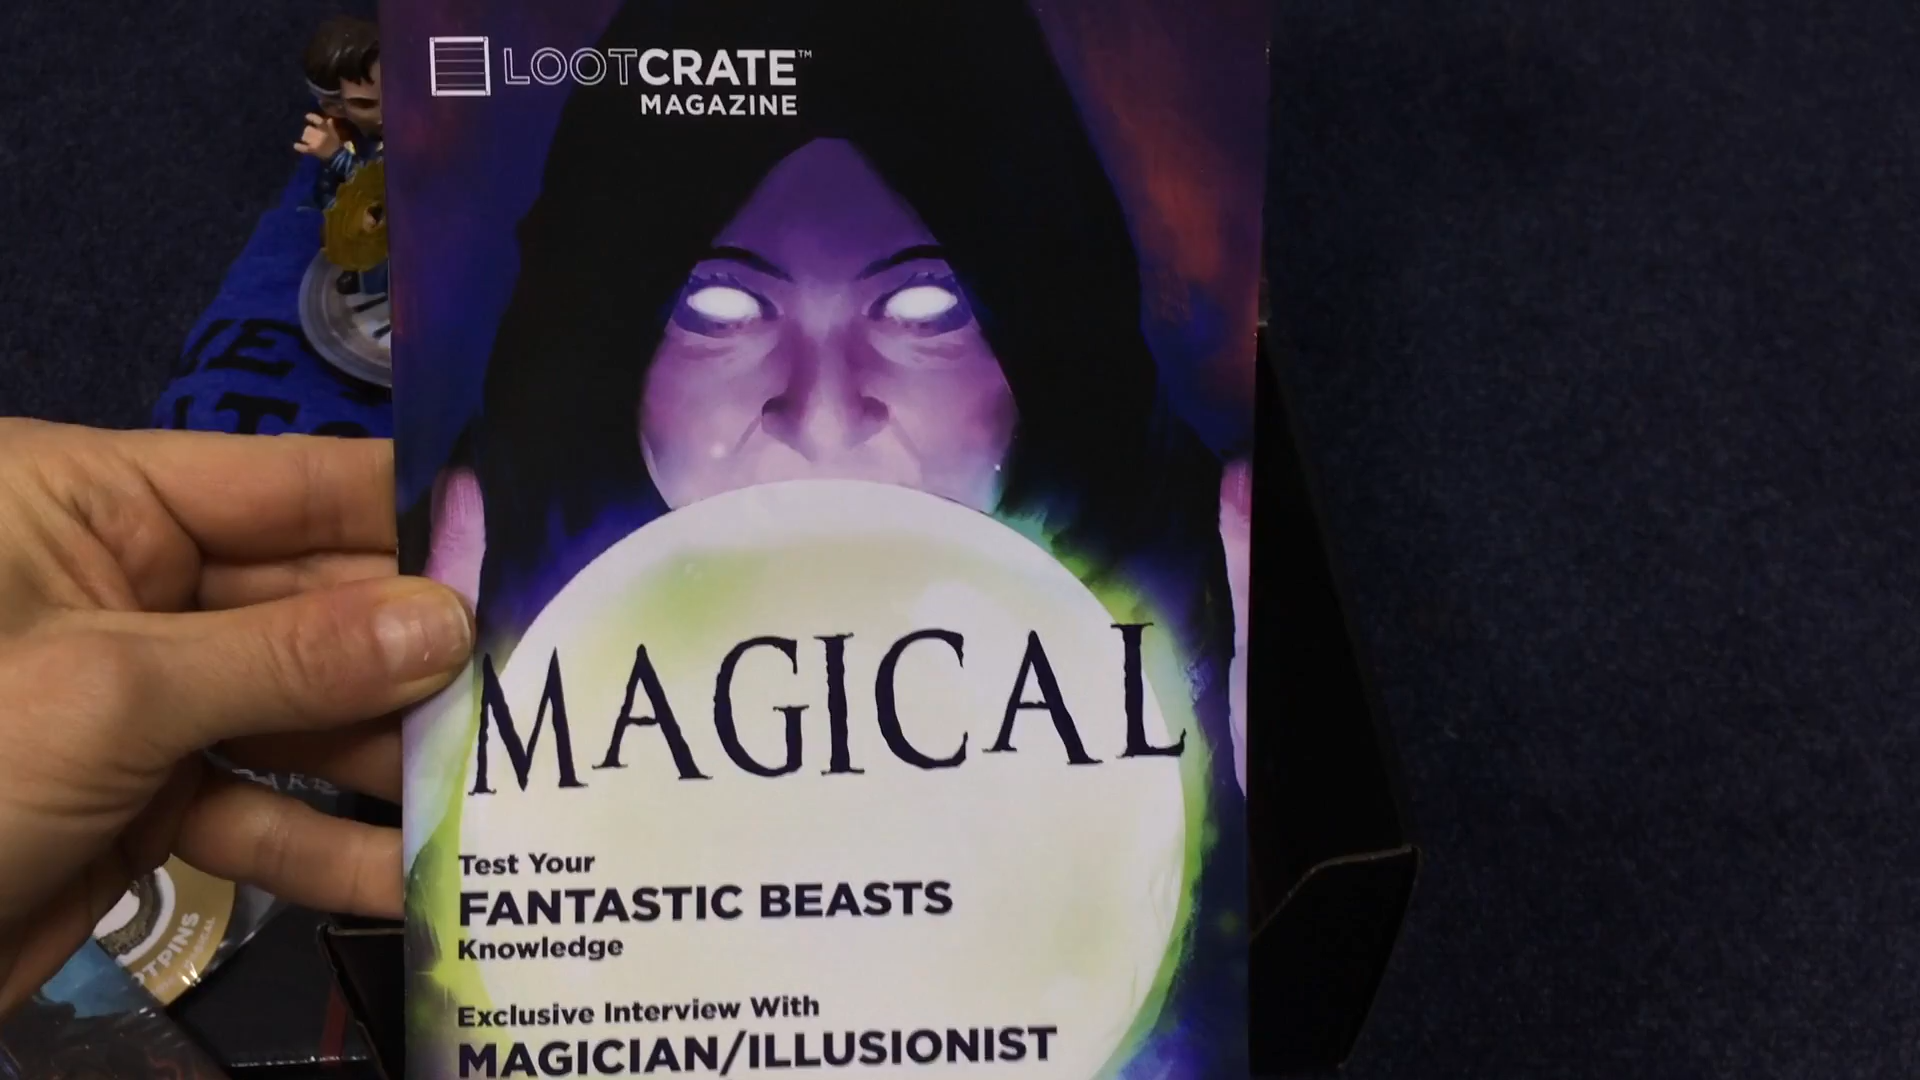 LOOTCRATE™
MAGAZINE
MAGICAL
Test Your
FANTASTIC BEASTS
Knowledge
Exclusive Interview With
MAGICIAN/ILLUSIONIST